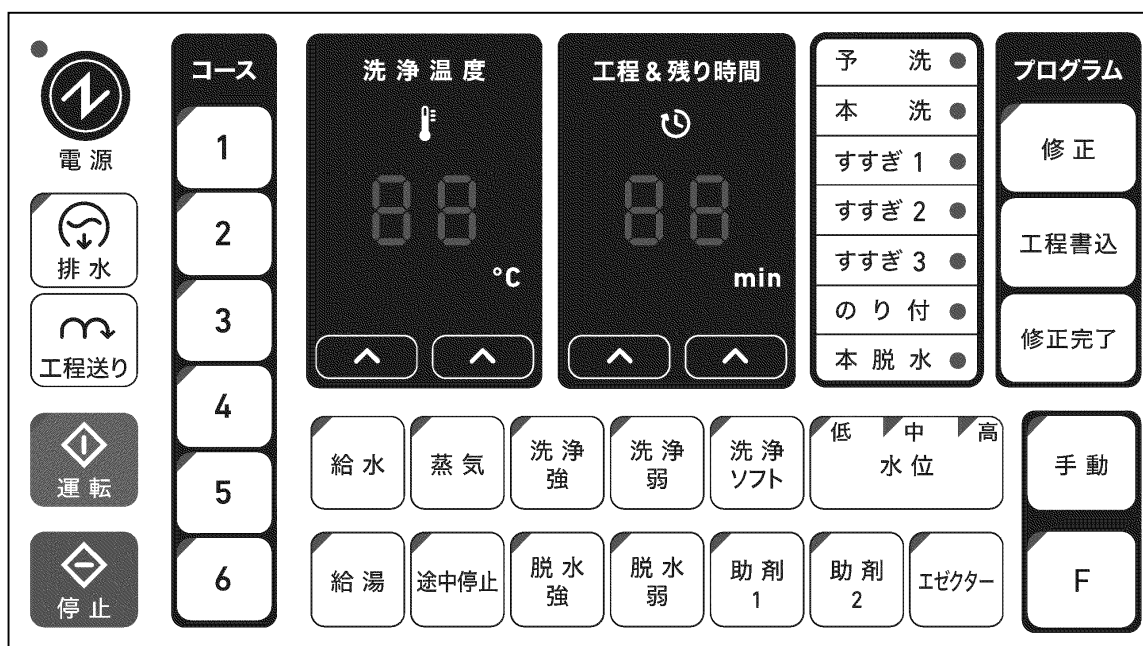 電源
排水
工程送り
運転
停止
コース
1
2
3
4
5
6
洗浄温度
88
°C
工程&残り時間
88
min
予洗
本洗
すすぎ 1
すすぎ 2
すすぎ 3
のり付
本脱水
プログラム
修正
工程書込
修正完了
給水
蒸気
洗浄
強
洗浄
弱
洗浄
ソフト
低 中 高
水位
手動
給湯
途中停止
脱水
強
脱水
弱
助剤
1
助剤
2
エゼクター
F